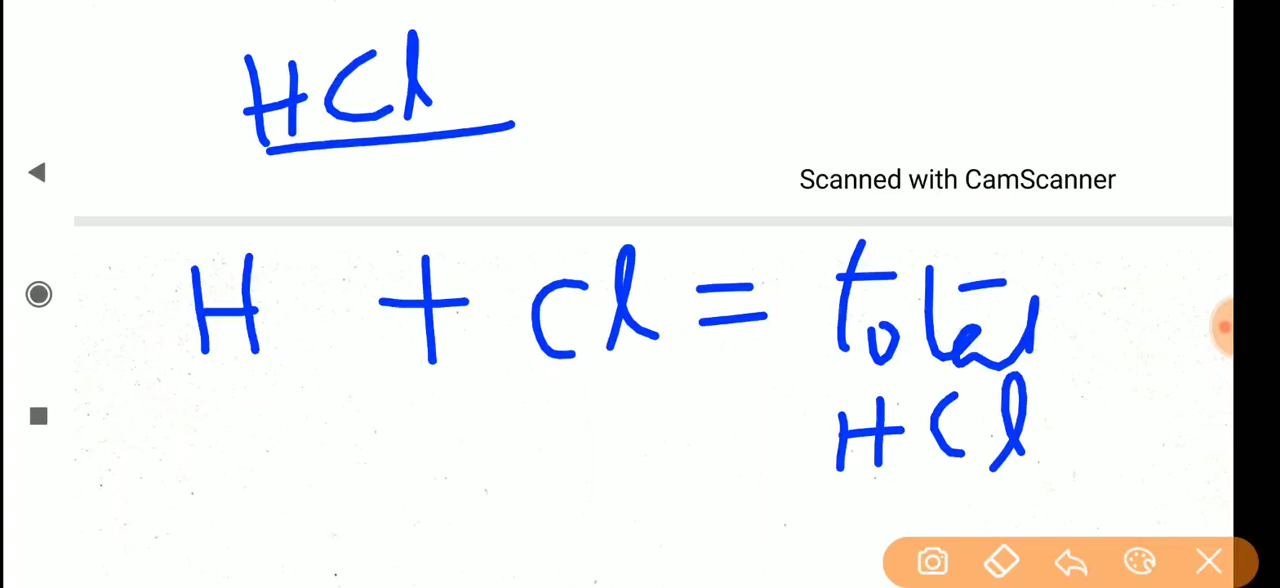 HCl
Scanned with CamScanner
H + Cl = total
HCl